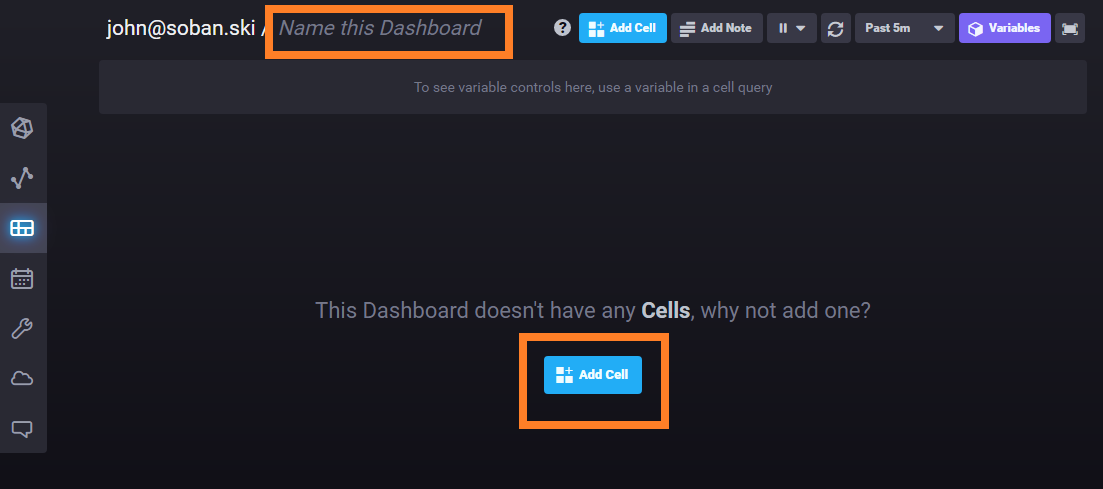 john@soban.ski / Name this Dashboard ? Add Cell Add Note Past 5m Variables
To see variable controls here, use a variable in a cell query
This Dashboard doesn't have any Cells, why not add one?
Add Cell